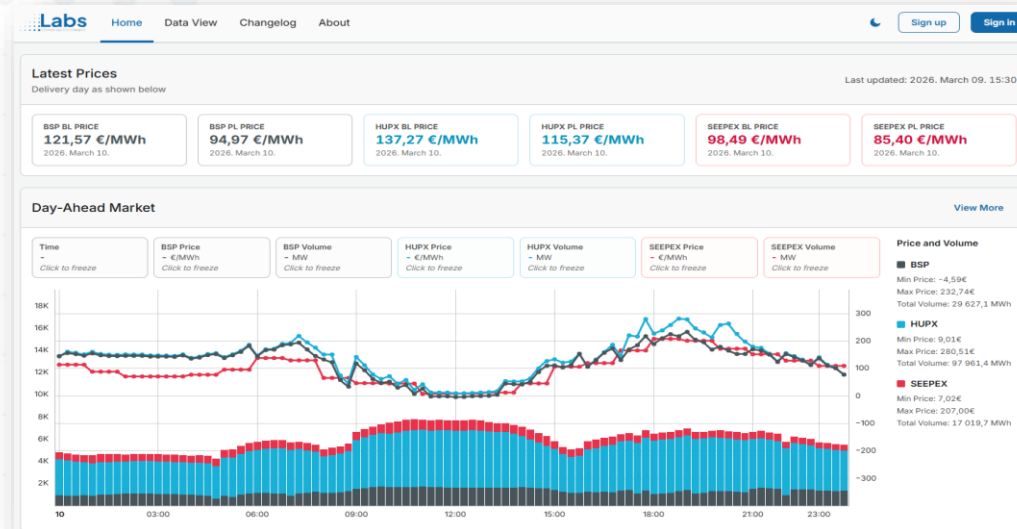 Labs
Home Data View Changelog About
Sign up Sign in
Latest Prices
Delivery day as shown below
Last updated: 2026. March 09. 15:30
BSP BL PRICE
121,57 €/MWh
2026. March 10.
BSP PL PRICE
94,97 €/MWh
2026. March 10.
HUPX BL PRICE
137,27 €/MWh
2026. March 10.
HUPX PL PRICE
115,37 €/MWh
2026. March 10.
SEEPEX BL PRICE
98,49 €/MWh
2026. March 10.
SEEPEX PL PRICE
85,40 €/MWh
2026. March 10.
Day-Ahead Market
View More
Time
-
Click to freeze
BSP Price
- €/MWh
Click to freeze
BSP Volume
- MW
Click to freeze
HUPX Price
- €/MWh
Click to freeze
HUPX Volume
- MW
Click to freeze
SEEPEX Price
- €/MWh
Click to freeze
SEEPEX Volume
- MW
Click to freeze
Price and Volume
BSP
Min Price: -4,59€
Max Price: 232,74€
Total Volume: 29 627,1 MWh
HUPX
Min Price: 9,01€
Max Price: 280,51€
Total Volume: 97 961,4 MWh
SEEPEX
Min Price: 7,02€
Max Price: 207,00€
Total Volume: 17 019,7 MWh
18K
16K
14K
12K
10K
8K
6K
4K
2K
300
200
100
0
-100
-200
-300
10 03:00 06:00 09:00 12:00 15:00 18:00 21:00 23:00